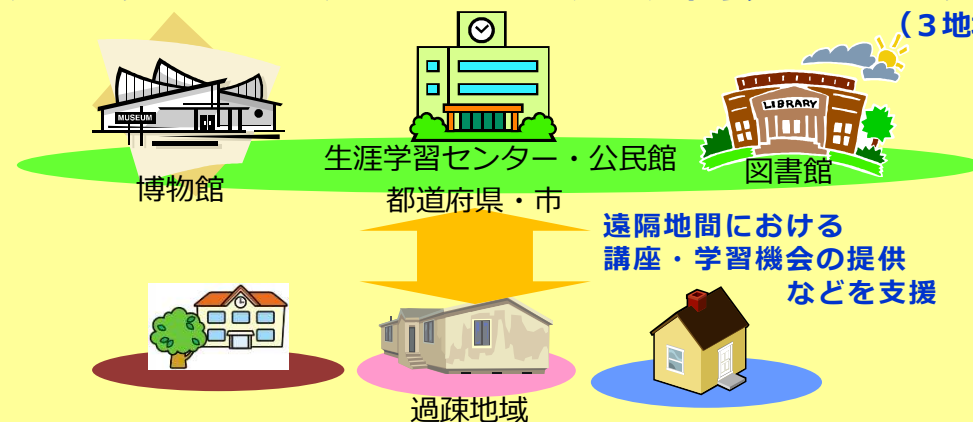 （３地
MUSEUM
LIBRARY
生涯学習センター・公民館
博物館
図書館
都道府県・市
遠隔地間における
講座・学習機会の提供
などを支援
過疎地域